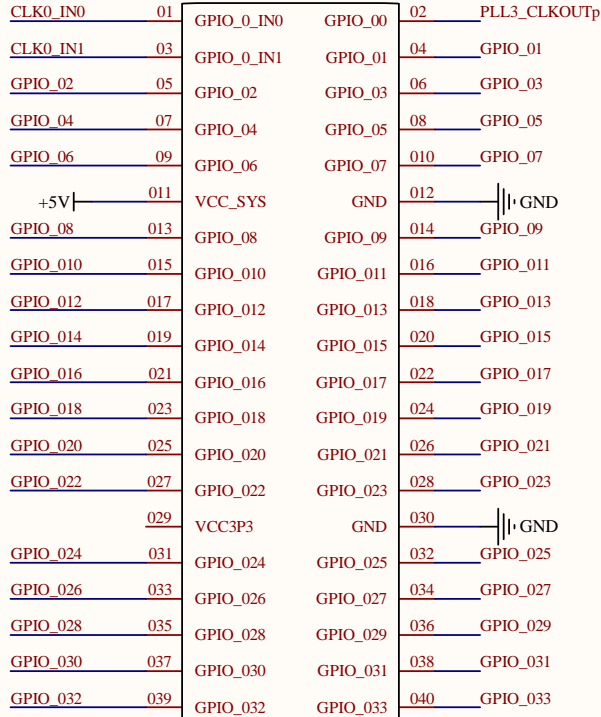 CLK0_IN0 01 GPIO_0_IN0 GPIO_00 02 PLL3_CLKOUTp
CLK0_IN1 03 GPIO_0_IN1 GPIO_01 04 GPIO_01
GPIO_02 05 GPIO_02 GPIO_03 06 GPIO_03
GPIO_04 07 GPIO_04 GPIO_05 08 GPIO_05
GPIO_06 09 GPIO_06 GPIO_07 010 GPIO_07
+5V 011 VCC_SYS GND 012 GND
GPIO_08 013 GPIO_08 GPIO_09 014 GPIO_09
GPIO_010 015 GPIO_010 GPIO_011 016 GPIO_011
GPIO_012 017 GPIO_012 GPIO_013 018 GPIO_013
GPIO_014 019 GPIO_014 GPIO_015 020 GPIO_015
GPIO_016 021 GPIO_016 GPIO_017 022 GPIO_017
GPIO_018 023 GPIO_018 GPIO_019 024 GPIO_019
GPIO_020 025 GPIO_020 GPIO_021 026 GPIO_021
GPIO_022 027 GPIO_022 GPIO_023 028 GPIO_023
029 VCC3P3 GND 030 GND
GPIO_024 031 GPIO_024 GPIO_025 032 GPIO_025
GPIO_026 033 GPIO_026 GPIO_027 034 GPIO_027
GPIO_028 035 GPIO_028 GPIO_029 036 GPIO_029
GPIO_030 037 GPIO_030 GPIO_031 038 GPIO_031
GPIO_032 039 GPIO_032 GPIO_033 040 GPIO_033